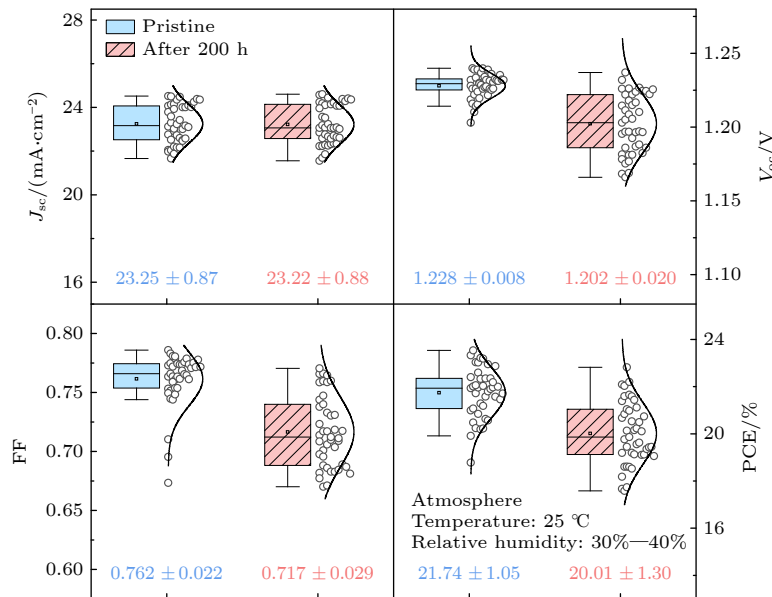 Pristine
After 200 h
28
24
20
16
J_sc/(mA·cm⁻²)
23.25 ± 0.87
23.22 ± 0.88
1.25
1.20
1.15
1.10
V_oc/V
1.228 ± 0.008
1.202 ± 0.020
0.80
0.75
0.70
0.65
0.60
FF
0.762 ± 0.022
0.717 ± 0.029
24
20
16
PCE/%
Atmosphere
Temperature: 25 ℃
Relative humidity: 30%—40%
21.74 ± 1.05
20.01 ± 1.30